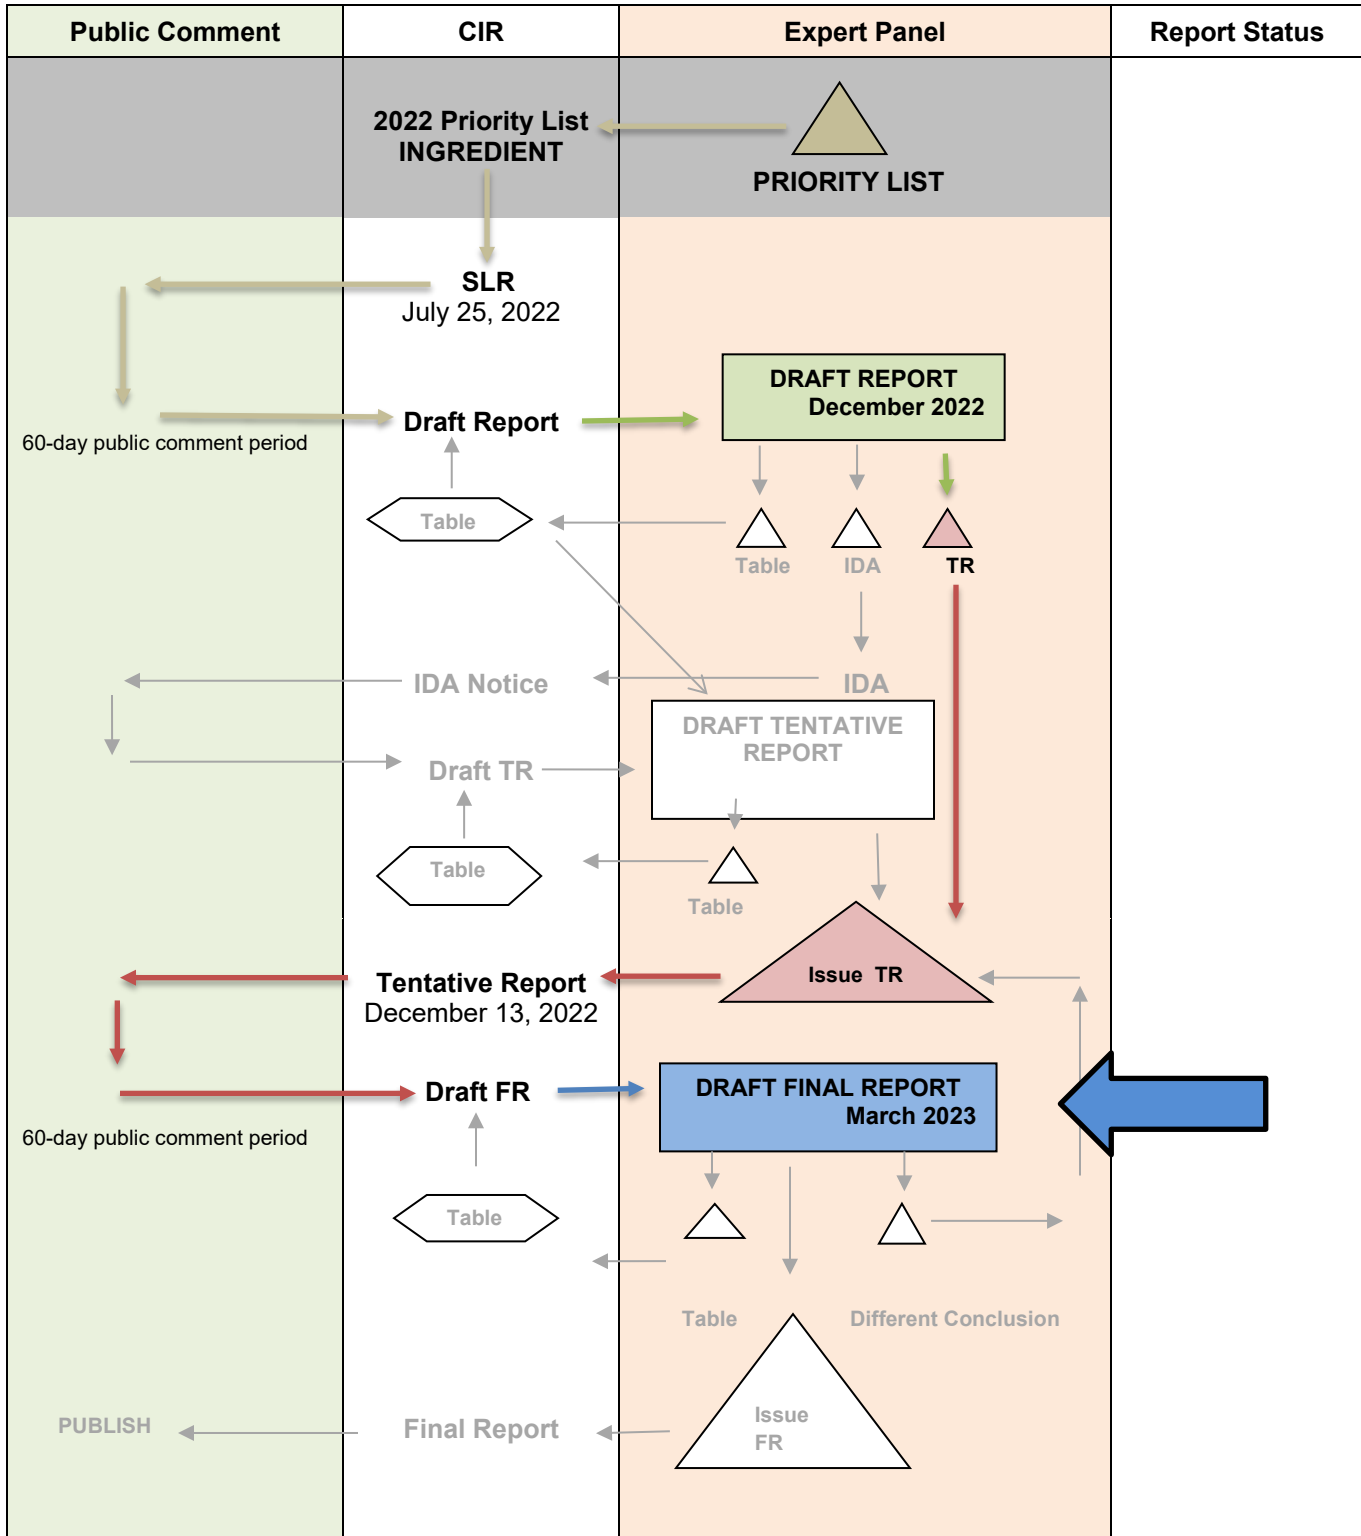 Public Comment
CIR
Expert Panel
Report Status
2022 Priority List
INGREDIENT
PRIORITY LIST
SLR
July 25, 2022
60-day public comment period
Draft Report
DRAFT REPORT
December 2022
Table
Table
IDA
TR
IDA Notice
IDA
DRAFT TENTATIVE
REPORT
Draft TR
Table
Table
Issue TR
Tentative Report
December 13, 2022
Draft FR
DRAFT FINAL REPORT
March 2023
60-day public comment period
Table
Table
Different Conclusion
PUBLISH
Final Report
Issue
FR